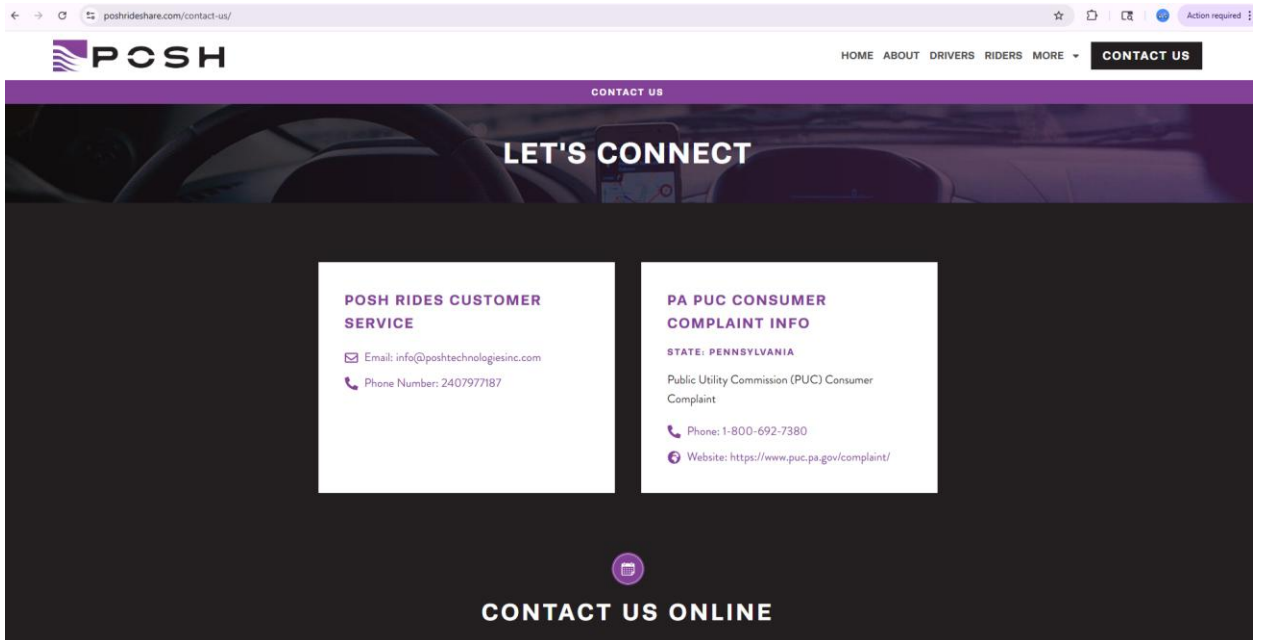 poshrideshare.com/contact-us/
Action required
POSH
HOME ABOUT DRIVERS RIDERS MORE CONTACT US
CONTACT US
LET'S CONNECT
POSH RIDES CUSTOMER
SERVICE
Email: info@poshtechnologiesinc.com
Phone Number: 2407977187
PA PUC CONSUMER
COMPLAINT INFO
STATE: PENNSYLVANIA
Public Utility Commission (PUC) Consumer
Complaint
Phone: 1-800-692-7380
Website: https://www.puc.pa.gov/complaint/
CONTACT US ONLINE